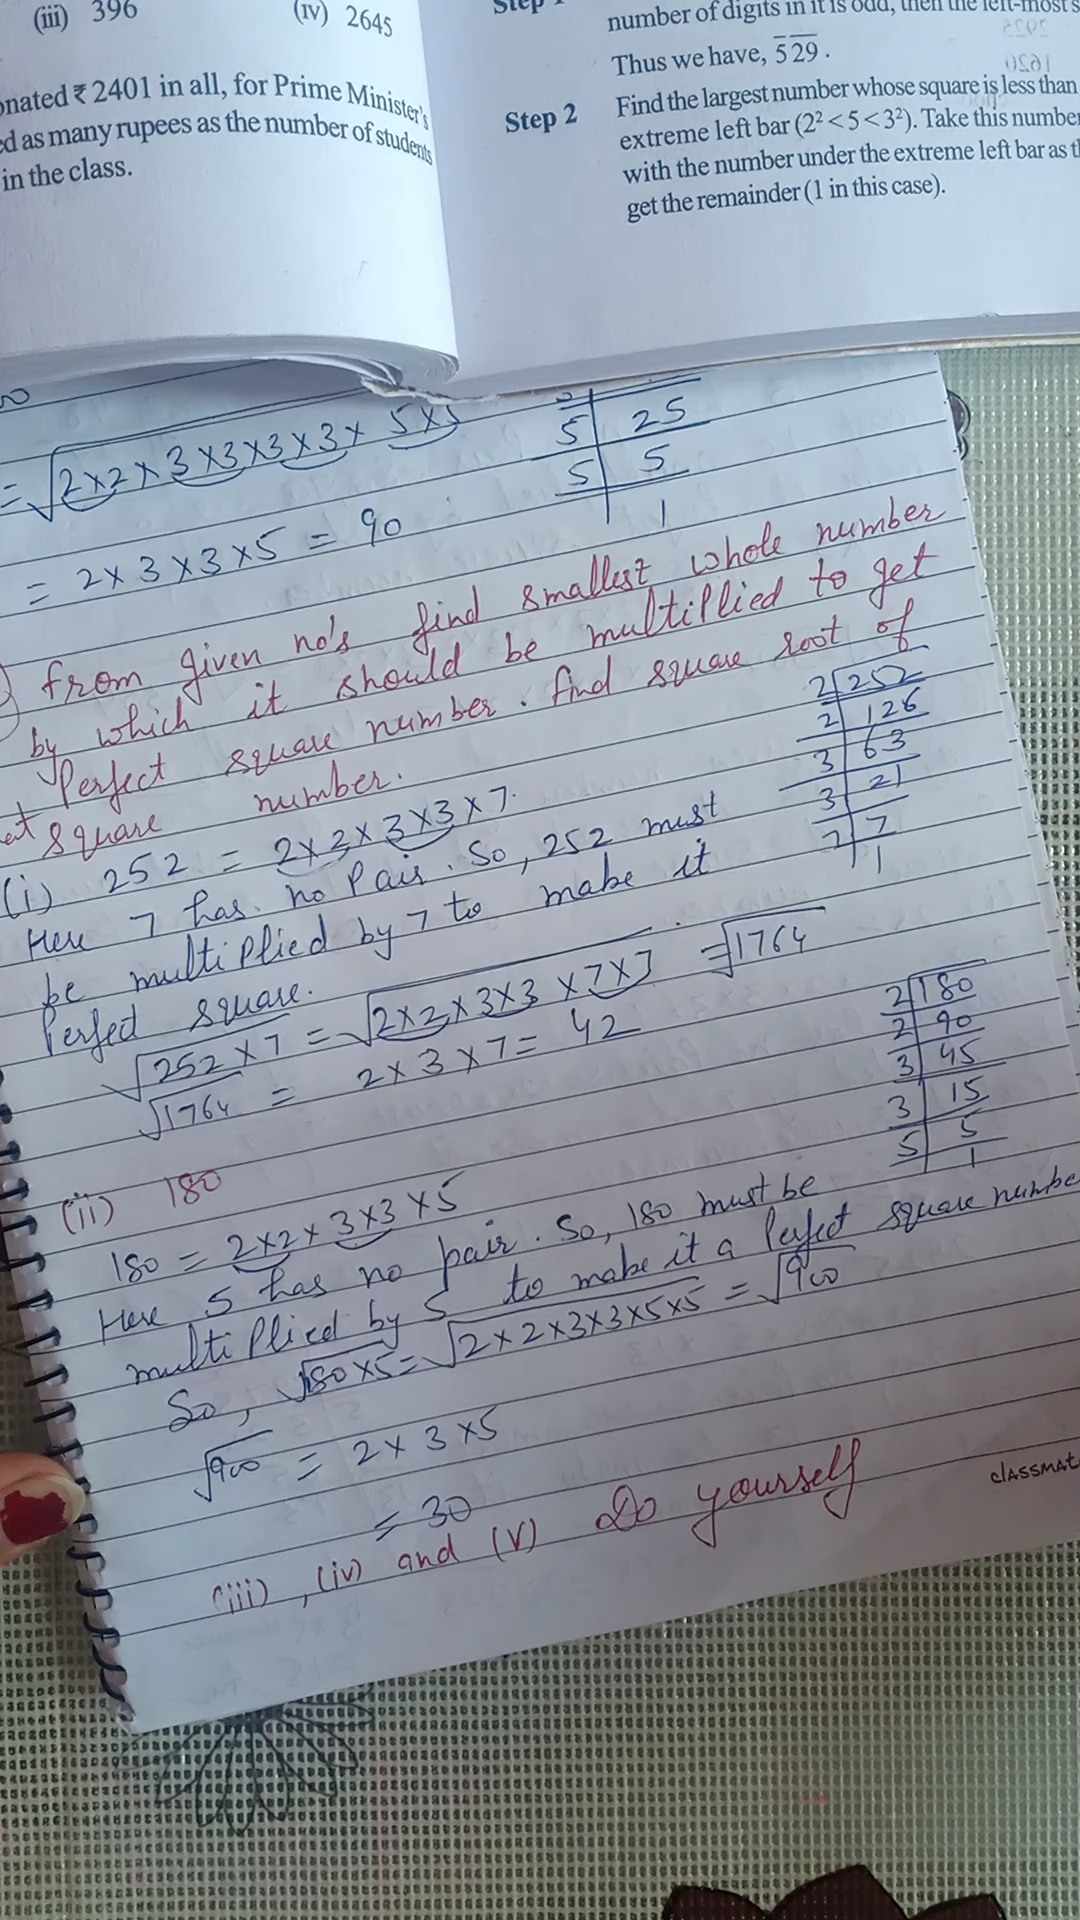 (iii) 396 (iv) 2645
onated ₹ 2401 in all, for Prime Minister's
ed as many rupees as the number of students
in the class.
Step
number of digits in it is odd, then the left-most s
Thus we have, 5 29 .
Step 2 Find the largest number whose square is less than
extreme left bar (2² < 5 < 3²). Take this number
with the number under the extreme left bar as t
get the remainder (1 in this case).
= √2×2×3×3×3×3×5×5
= 2×3×3×5 = 90
5 25
5 5
1
from given no's find smallest whole number
by which it should be multiplied to get
Perfect square number. find square root of
at square number.
2 252
2 126
3 63
3 21
7 7
1
(i) 252 = 2×2×3×3×7.
Here 7 has no Pair. So, 252 must
be multiplied by 7 to make it
Perfect square.
√252×7 = √2×2×3×3×7×7 = √1764
√1764 = 2×3×7 = 42
2 180
2 90
3 45
3 15
5 5
1
(ii) 180
180 = 2×2×3×3×5
Here 5 has no pair. So, 180 must be
multiplied by 5 to make it a Perfect square numbe
So, √180×5 = √2×2×3×3×5×5 = √900
√900 = 2×3×5
= 30
(iii), (iv) and (v) Do yourself
classmat